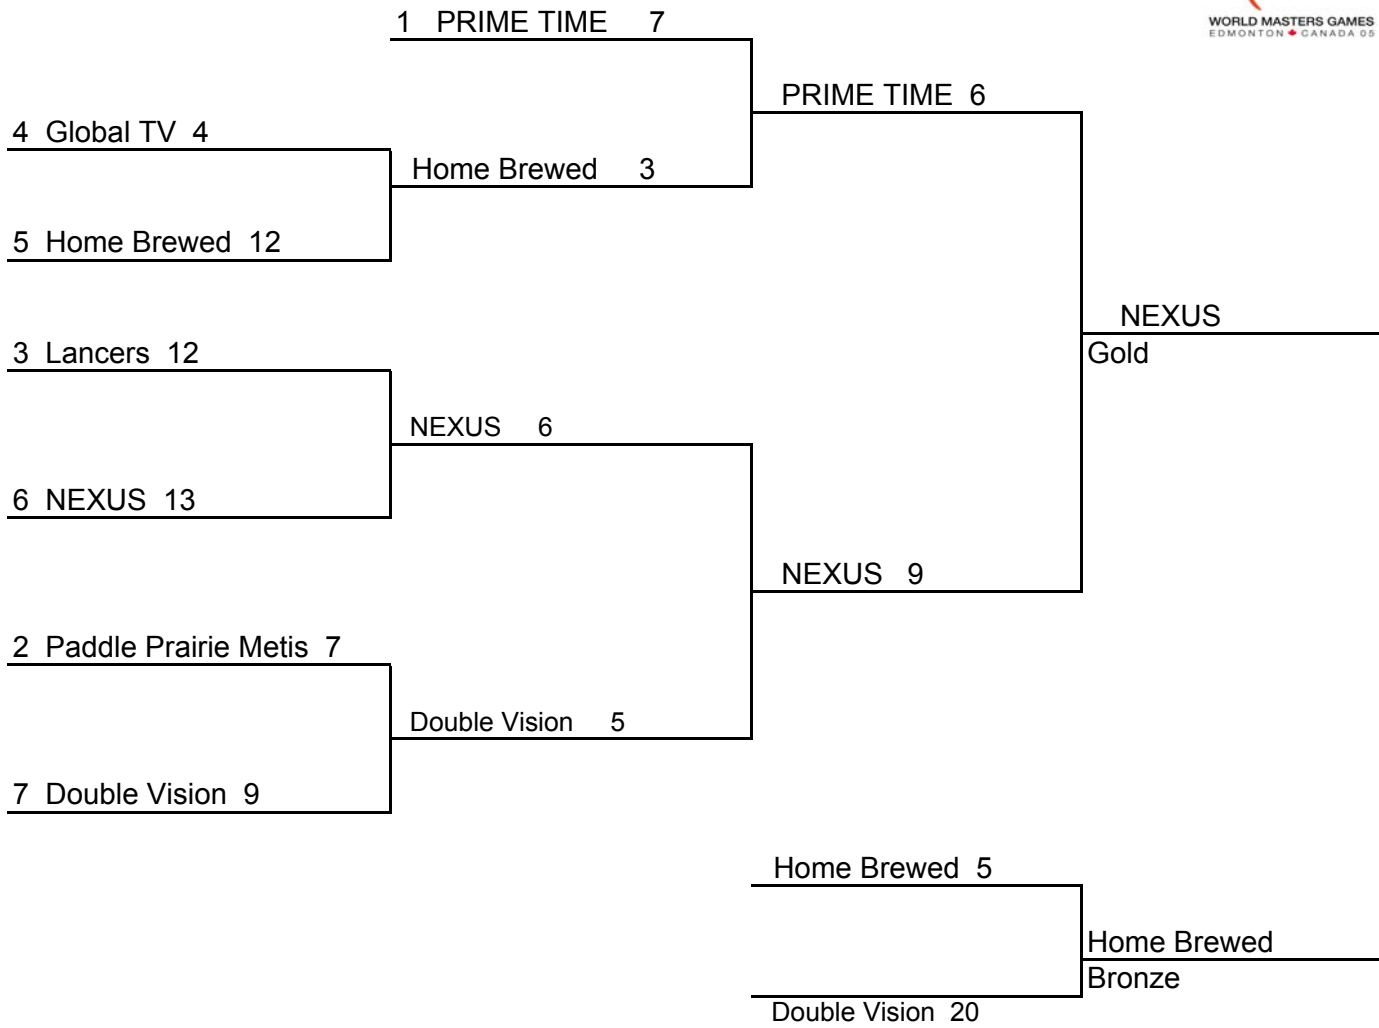 1 PRIME TIME 7
WORLD MASTERS GAMES
EDMONTON CANADA 05
PRIME TIME 6
4 Global TV 4
Home Brewed 3
5 Home Brewed 12
NEXUS
3 Lancers 12
Gold
NEXUS 6
6 NEXUS 13
NEXUS 9
2 Paddle Prairie Metis 7
Double Vision 5
7 Double Vision 9
Home Brewed 5
Home Brewed
Bronze
Double Vision 20